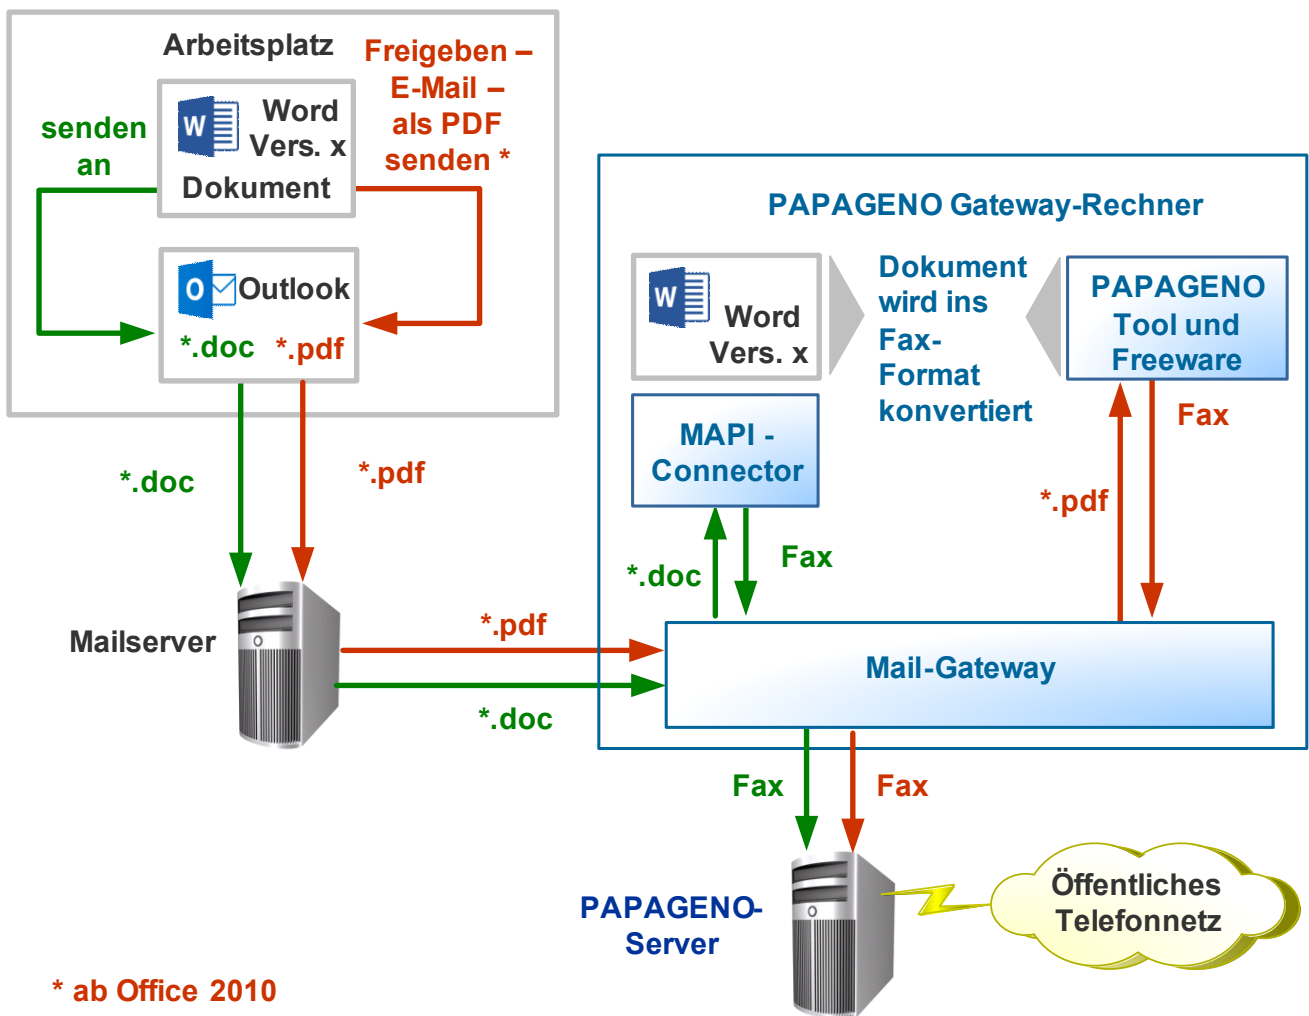 Arbeitsplatz
Freigeben –
E-Mail –
als PDF
senden *
senden
an
W
Word
Vers. x
Dokument
O
Outlook
*.doc
*.pdf
*.doc
*.pdf
Mailserver
*.pdf
*.doc
PAPAGENO Gateway-Rechner
W
Word
Vers. x
Dokument
wird ins
Fax-
Format
konvertiert
PAPAGENO
Tool und
Freeware
MAPI -
Connector
*.doc
Fax
*.pdf
Fax
Mail-Gateway
Fax
Fax
PAPAGENO-
Server
Öffentliches
Telefonnetz
* ab Office 2010